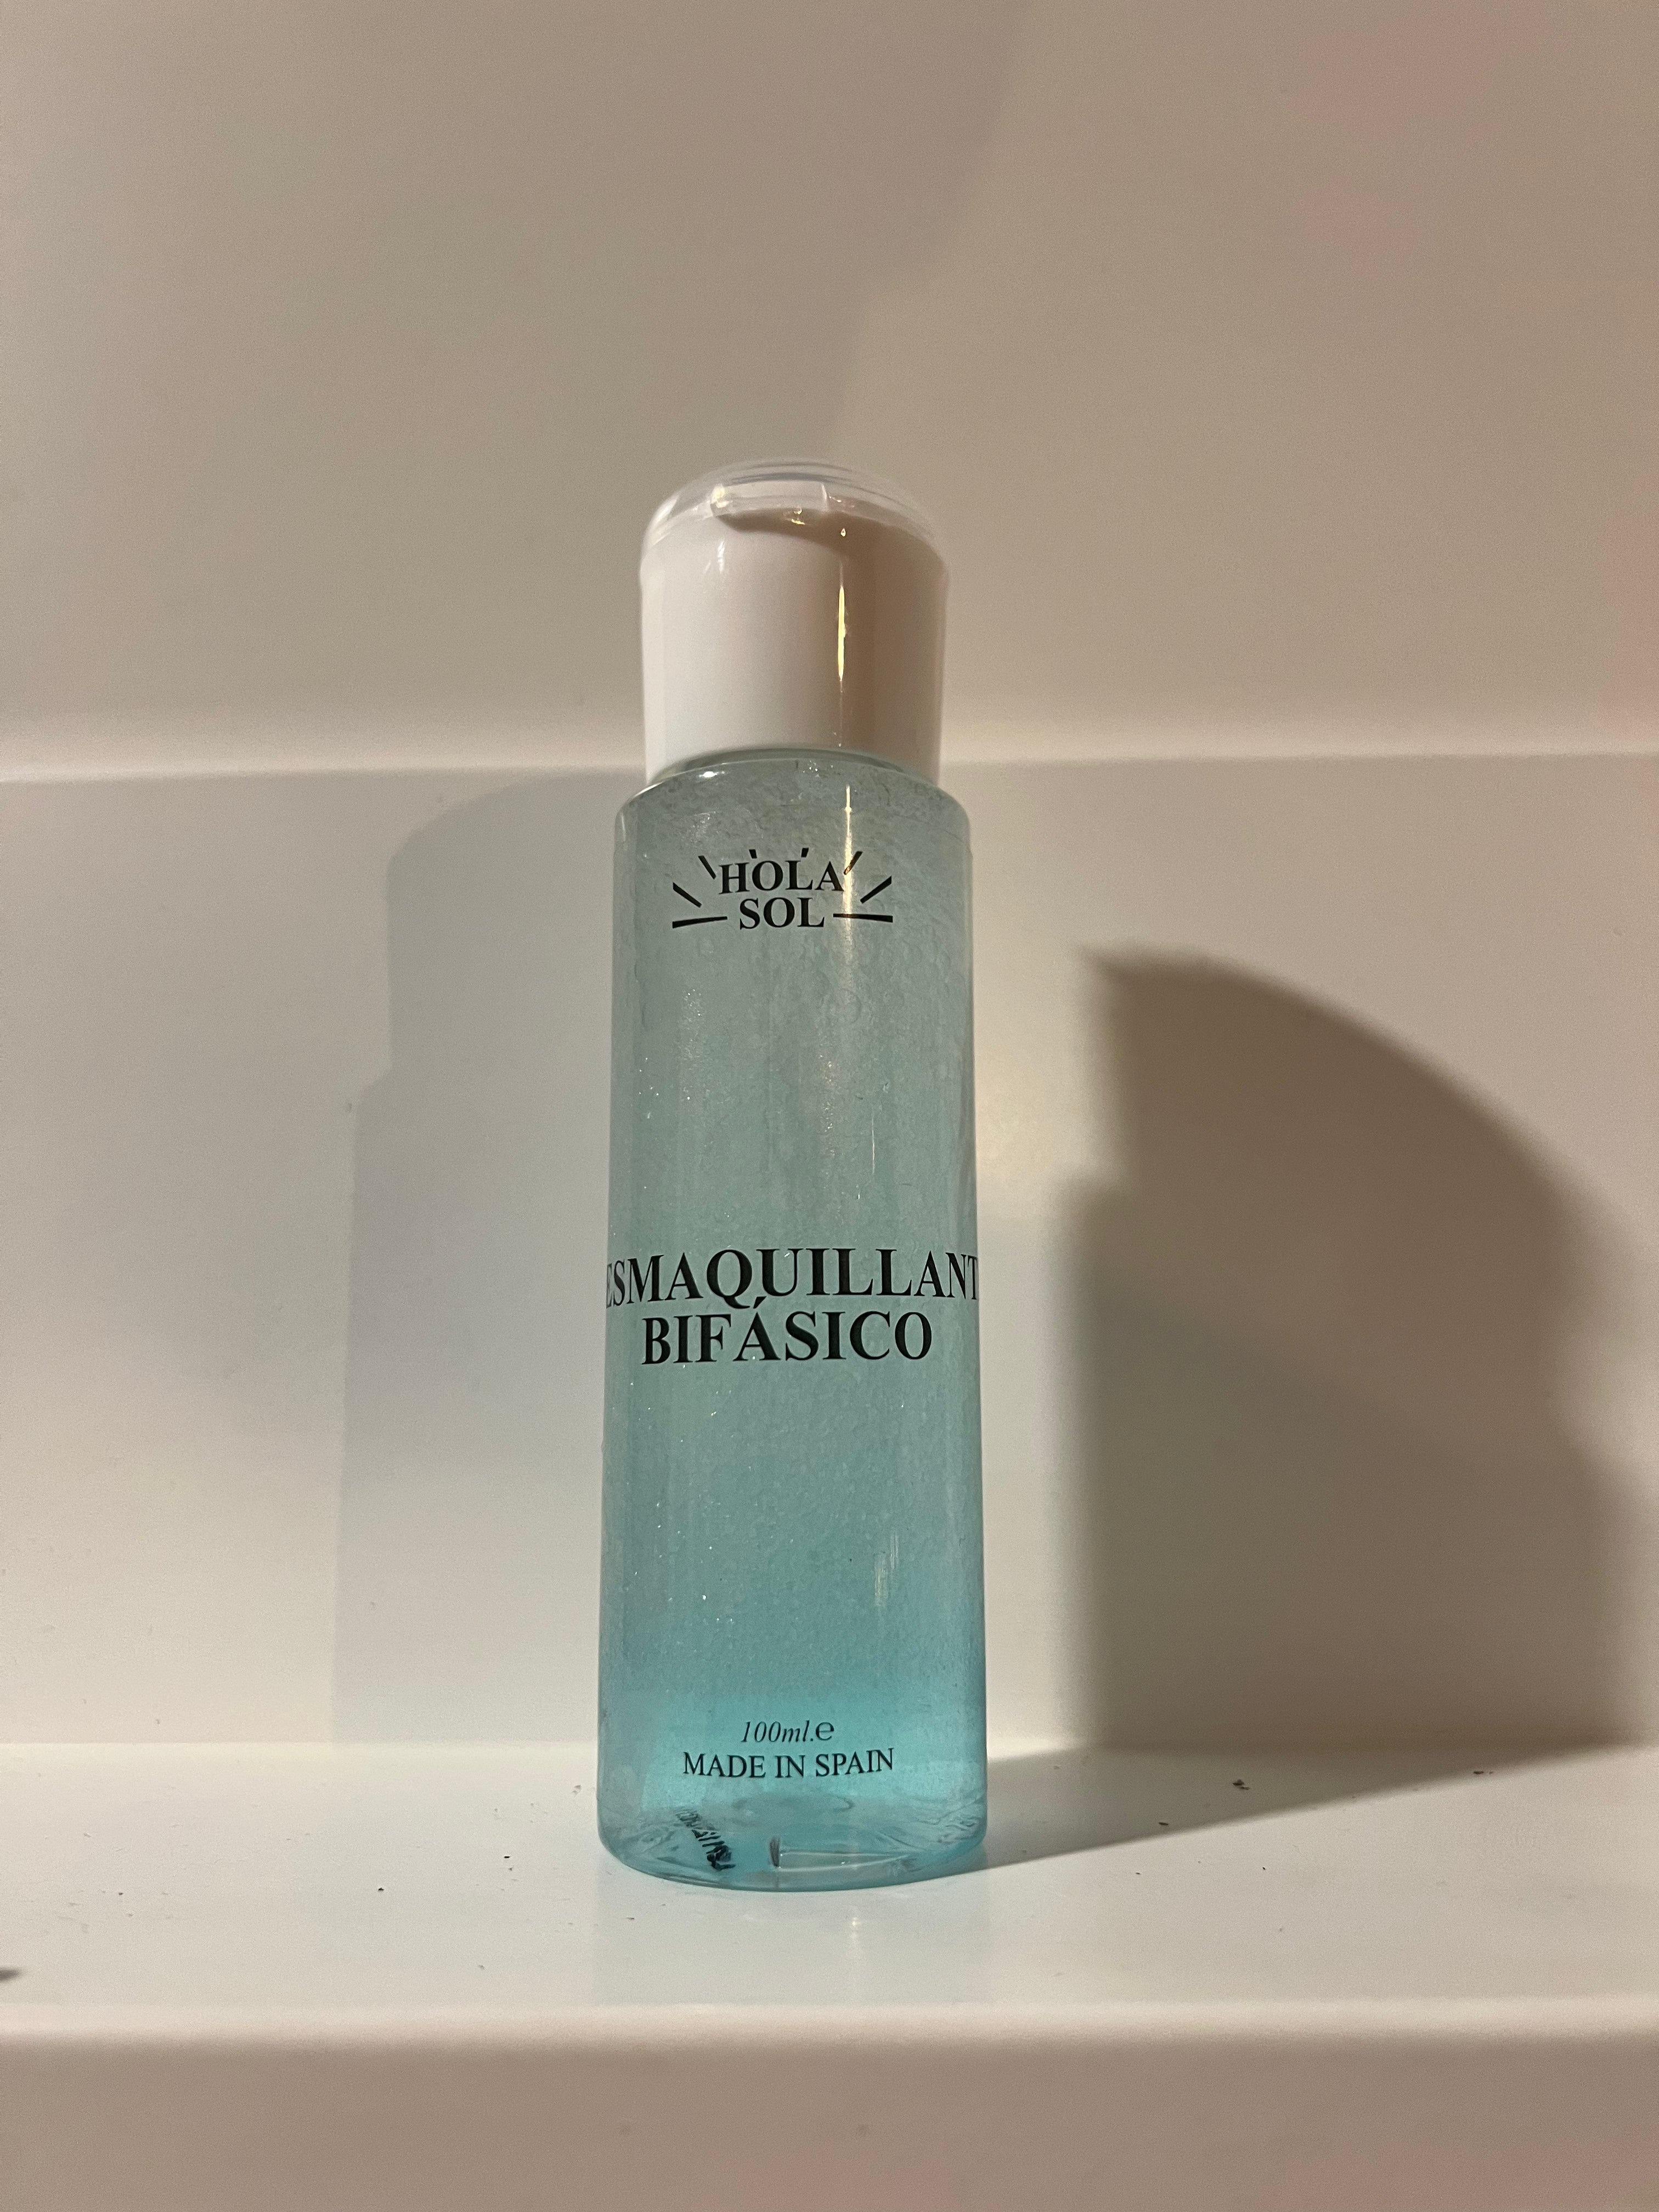 HOLA
SOL
ESMAQUILLANT
BIFÁSICO
100ml.e
MADE IN SPAIN